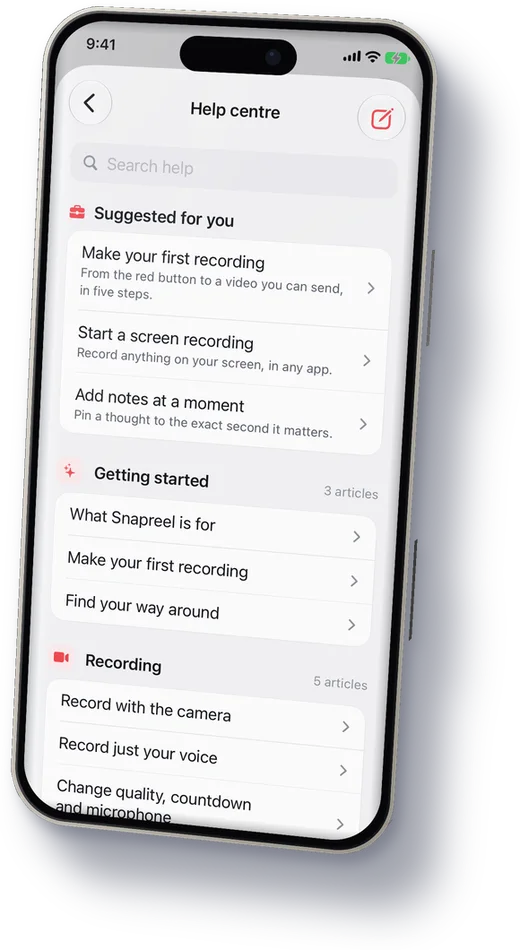 9:41
Help centre
Search help
Suggested for you
Make your first recording
From the red button to a video you can send,
in five steps.
Start a screen recording
Record anything on your screen, in any app.
Add notes at a moment
Pin a thought to the exact second it matters.
Getting started
3 articles
What Snapreel is for
Make your first recording
Find your way around
Recording
5 articles
Record with the camera
Record just your voice
Change quality, countdown
and microphone